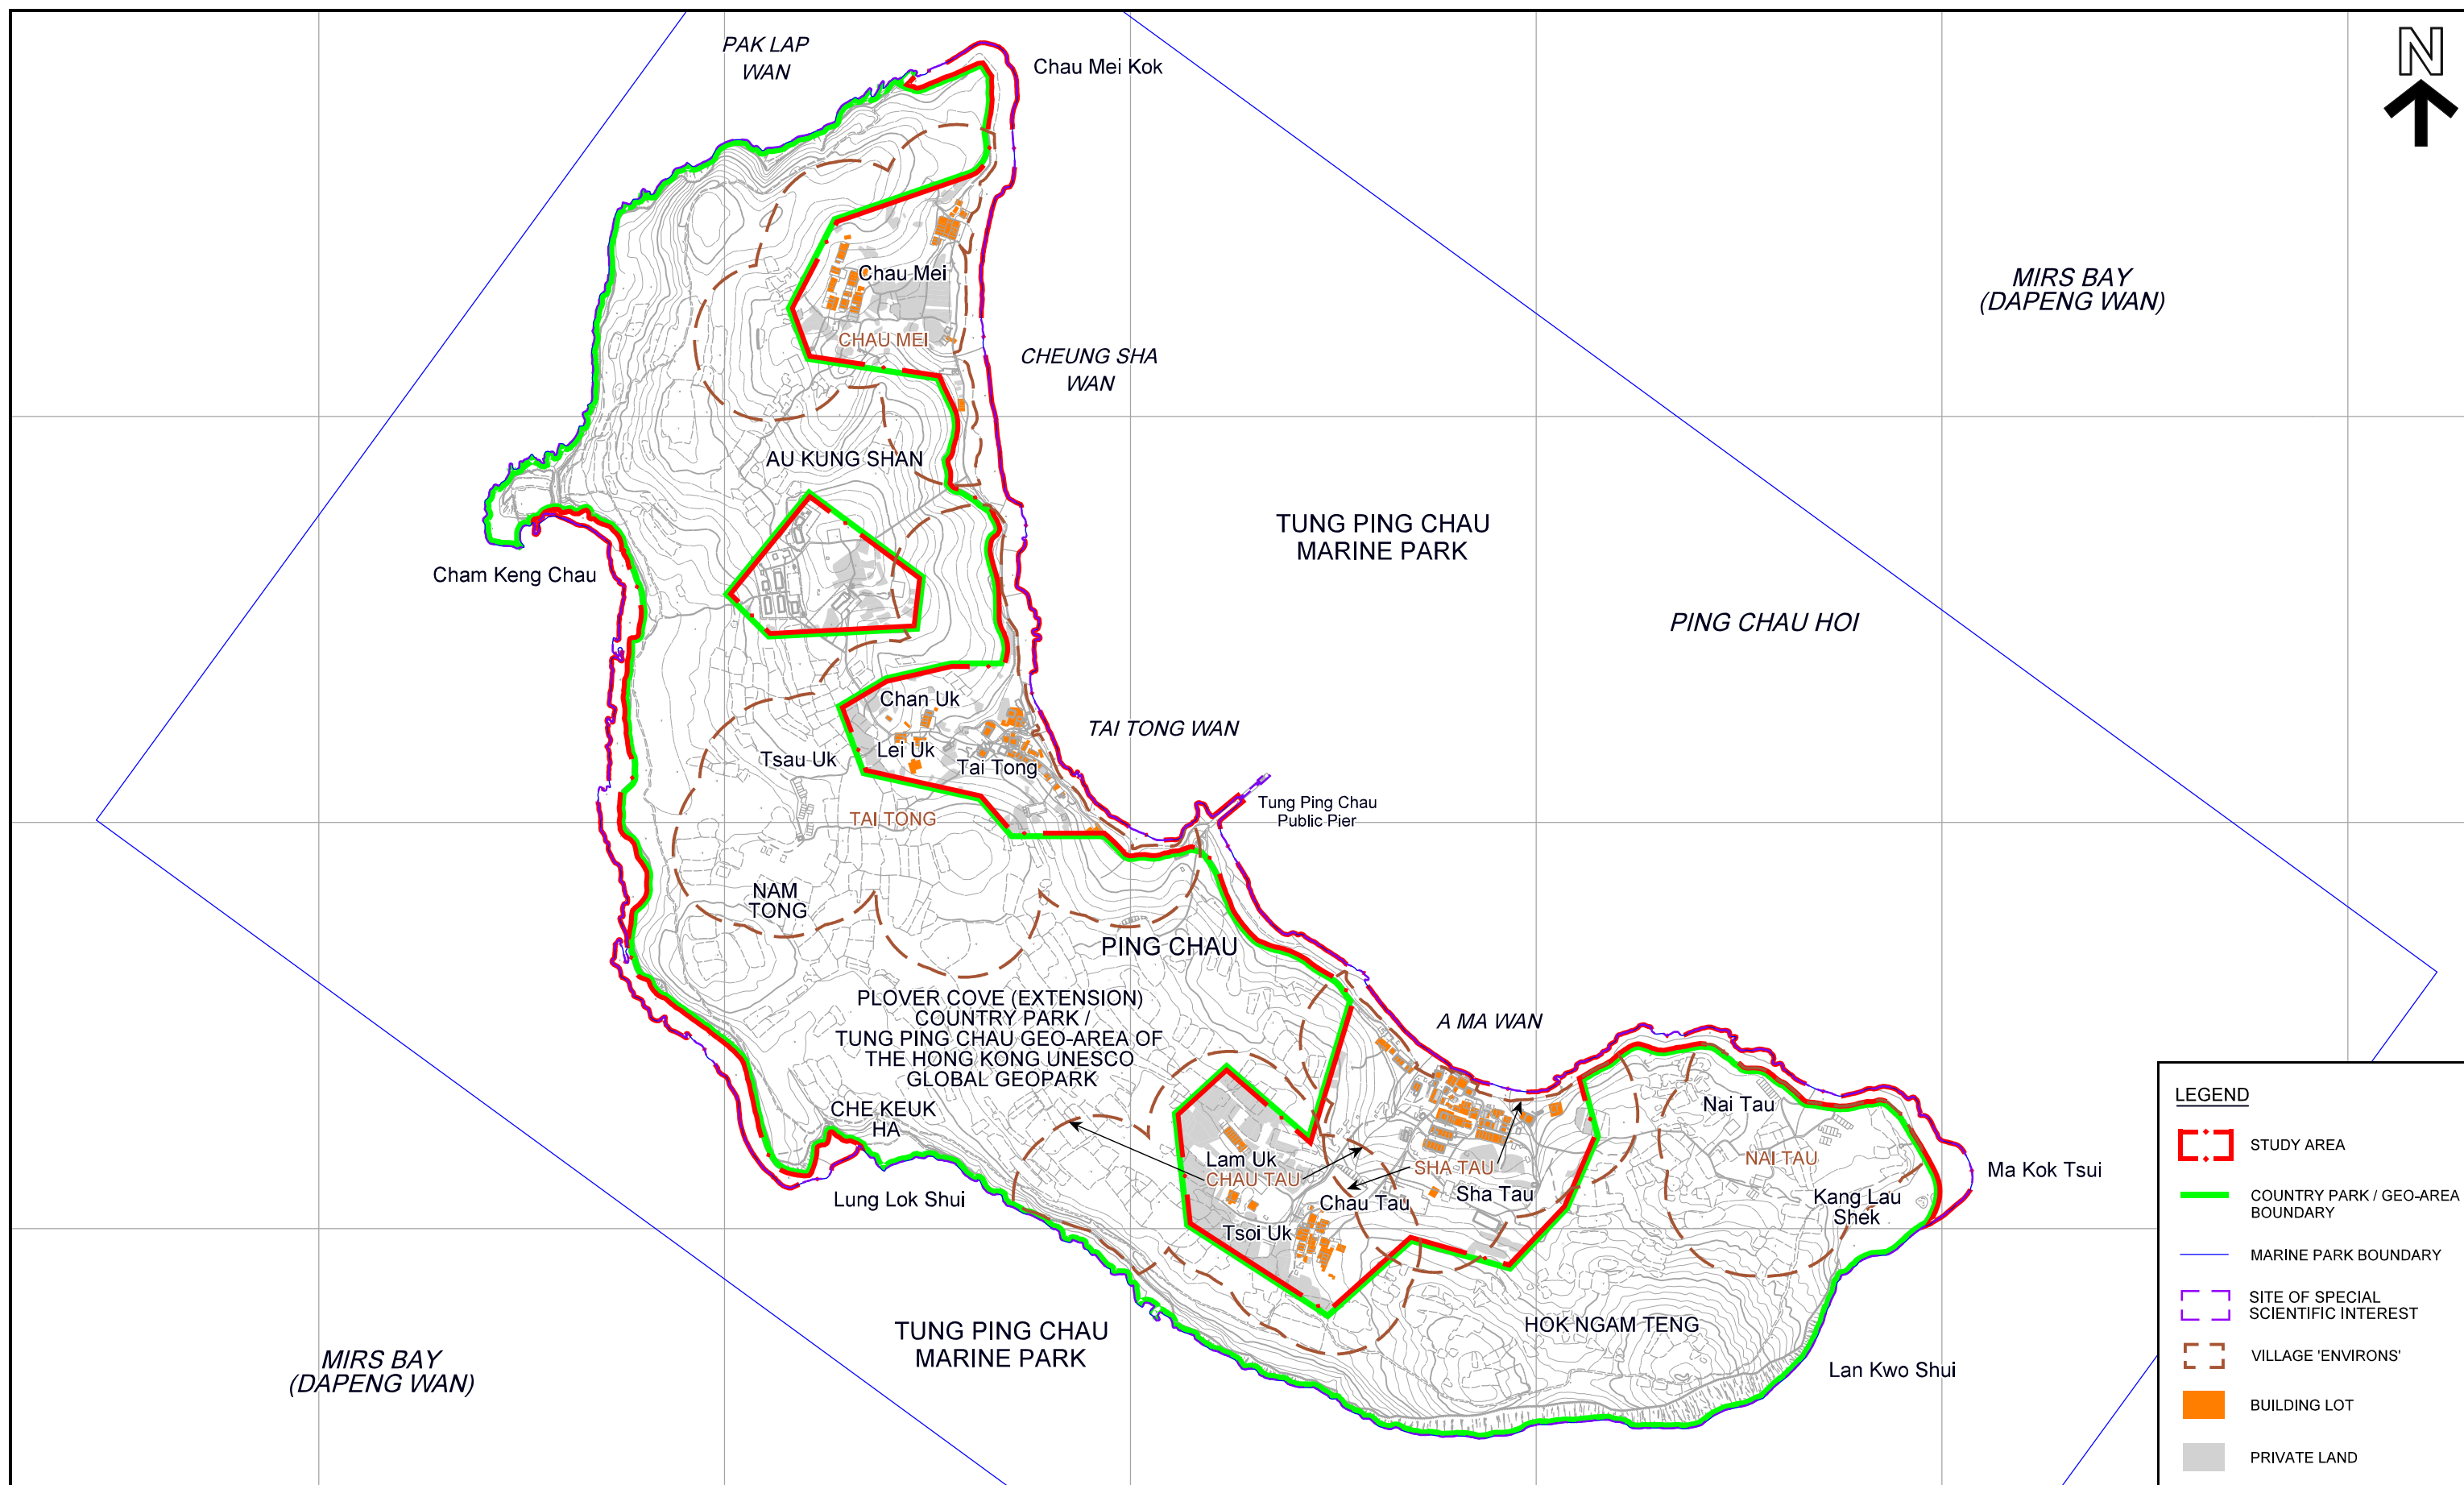 PAK LAP
WAN
Chau Mei Kok
N
Chau Mei
MIRS BAY
(DAPENG WAN)
CHAU MEI
CHEUNG SHA
WAN
AU KUNG SHAN
TUNG PING CHAU
MARINE PARK
Cham Keng Chau
PING CHAU HOI
Chan Uk
TAI TONG WAN
Lei Uk
Tsau Uk
Tai Tong
Tung Ping Chau
Public Pier
TAI TONG
NAM
TONG
PING CHAU
PLOVER COVE (EXTENSION)
COUNTRY PARK /
TUNG PING CHAU GEO-AREA OF
THE HONG KONG UNESCO
GLOBAL GEOPARK
A MA WAN
CHE KEUK
HA
Nai Tau
Lam Uk
CHAU TAU
SHA TAU
NAI TAU
Ma Kok Tsui
Lung Lok Shui
Chau Tau
Sha Tau
Kang Lau
Shek
Tsoi Uk
HOK NGAM TENG
TUNG PING CHAU
MARINE PARK
MIRS BAY
(DAPENG WAN)
Lan Kwo Shui
LEGEND
STUDY AREA
COUNTRY PARK / GEO-AREA
BOUNDARY
MARINE PARK BOUNDARY
SITE OF SPECIAL
SCIENTIFIC INTEREST
VILLAGE 'ENVIRONS'
BUILDING LOT
PRIVATE LAND